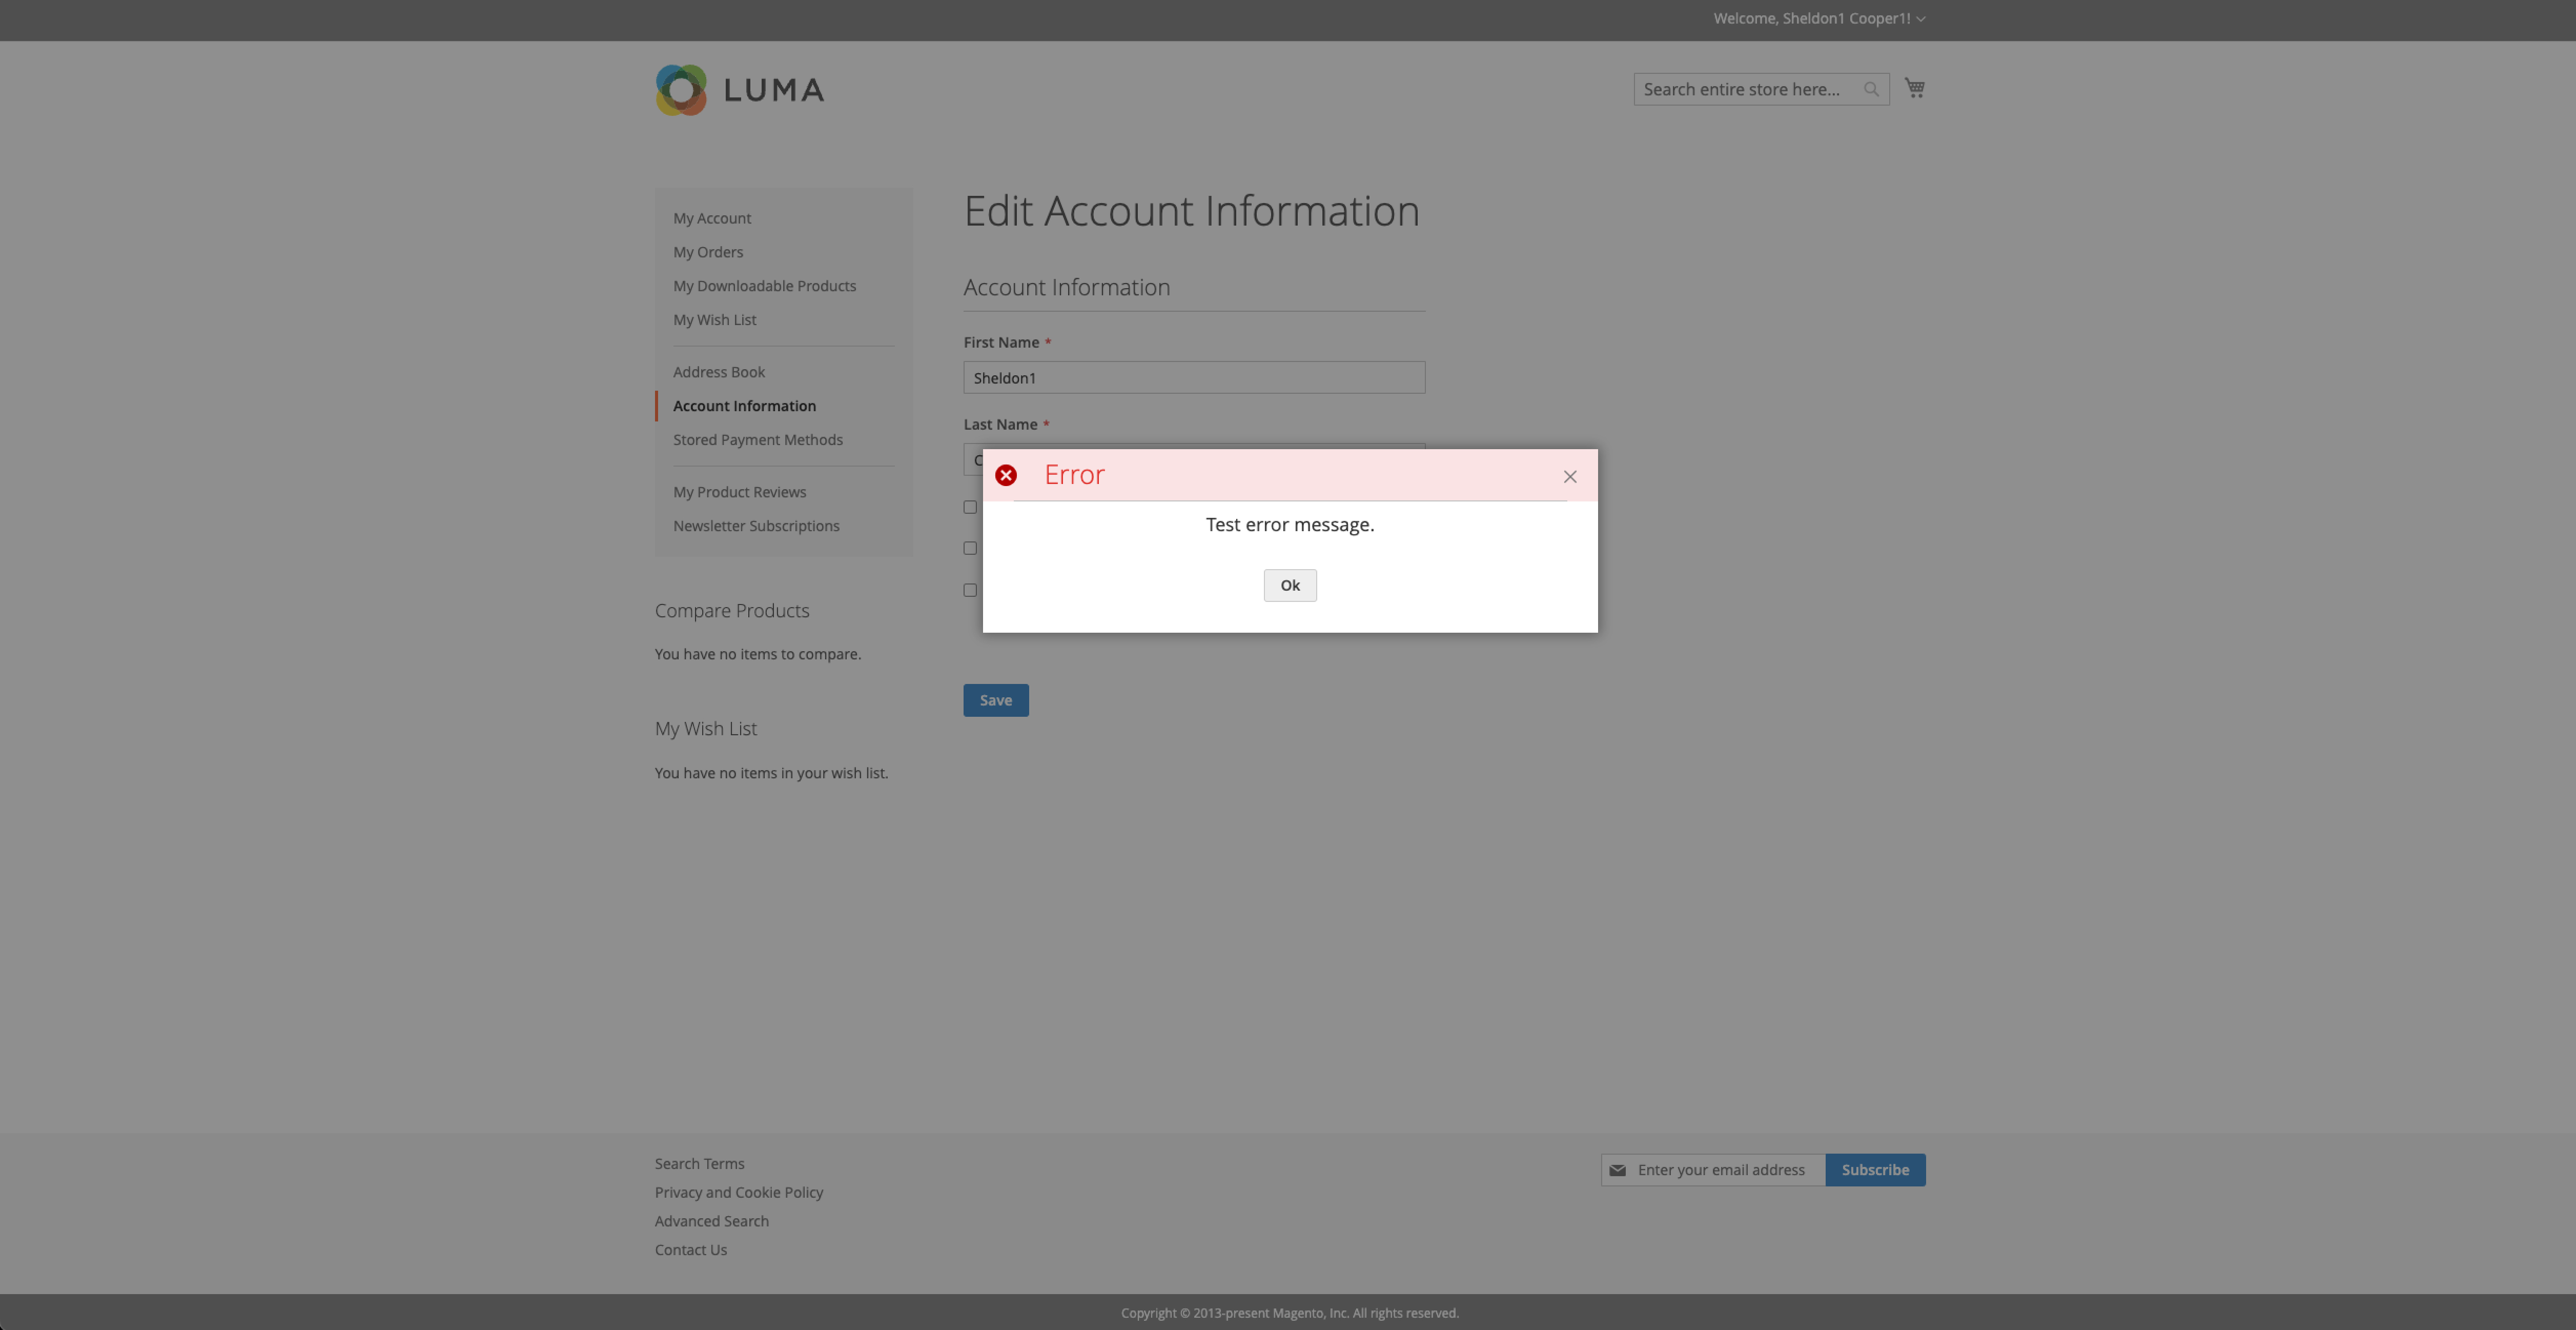 Welcome, Sheldon1 Cooper1!
LUMA
Search entire store here...
My Account
My Orders
My Downloadable Products
My Wish List
Address Book
Account Information
Stored Payment Methods
My Product Reviews
Newsletter Subscriptions
Compare Products
You have no items to compare.
My Wish List
You have no items in your wish list.
Edit Account Information
Account Information
First Name *
Sheldon1
Last Name *
Error
Test error message.
Ok
Save
Search Terms
Privacy and Cookie Policy
Advanced Search
Contact Us
Enter your email address
Subscribe
Copyright © 2013-present Magento, Inc. All rights reserved.